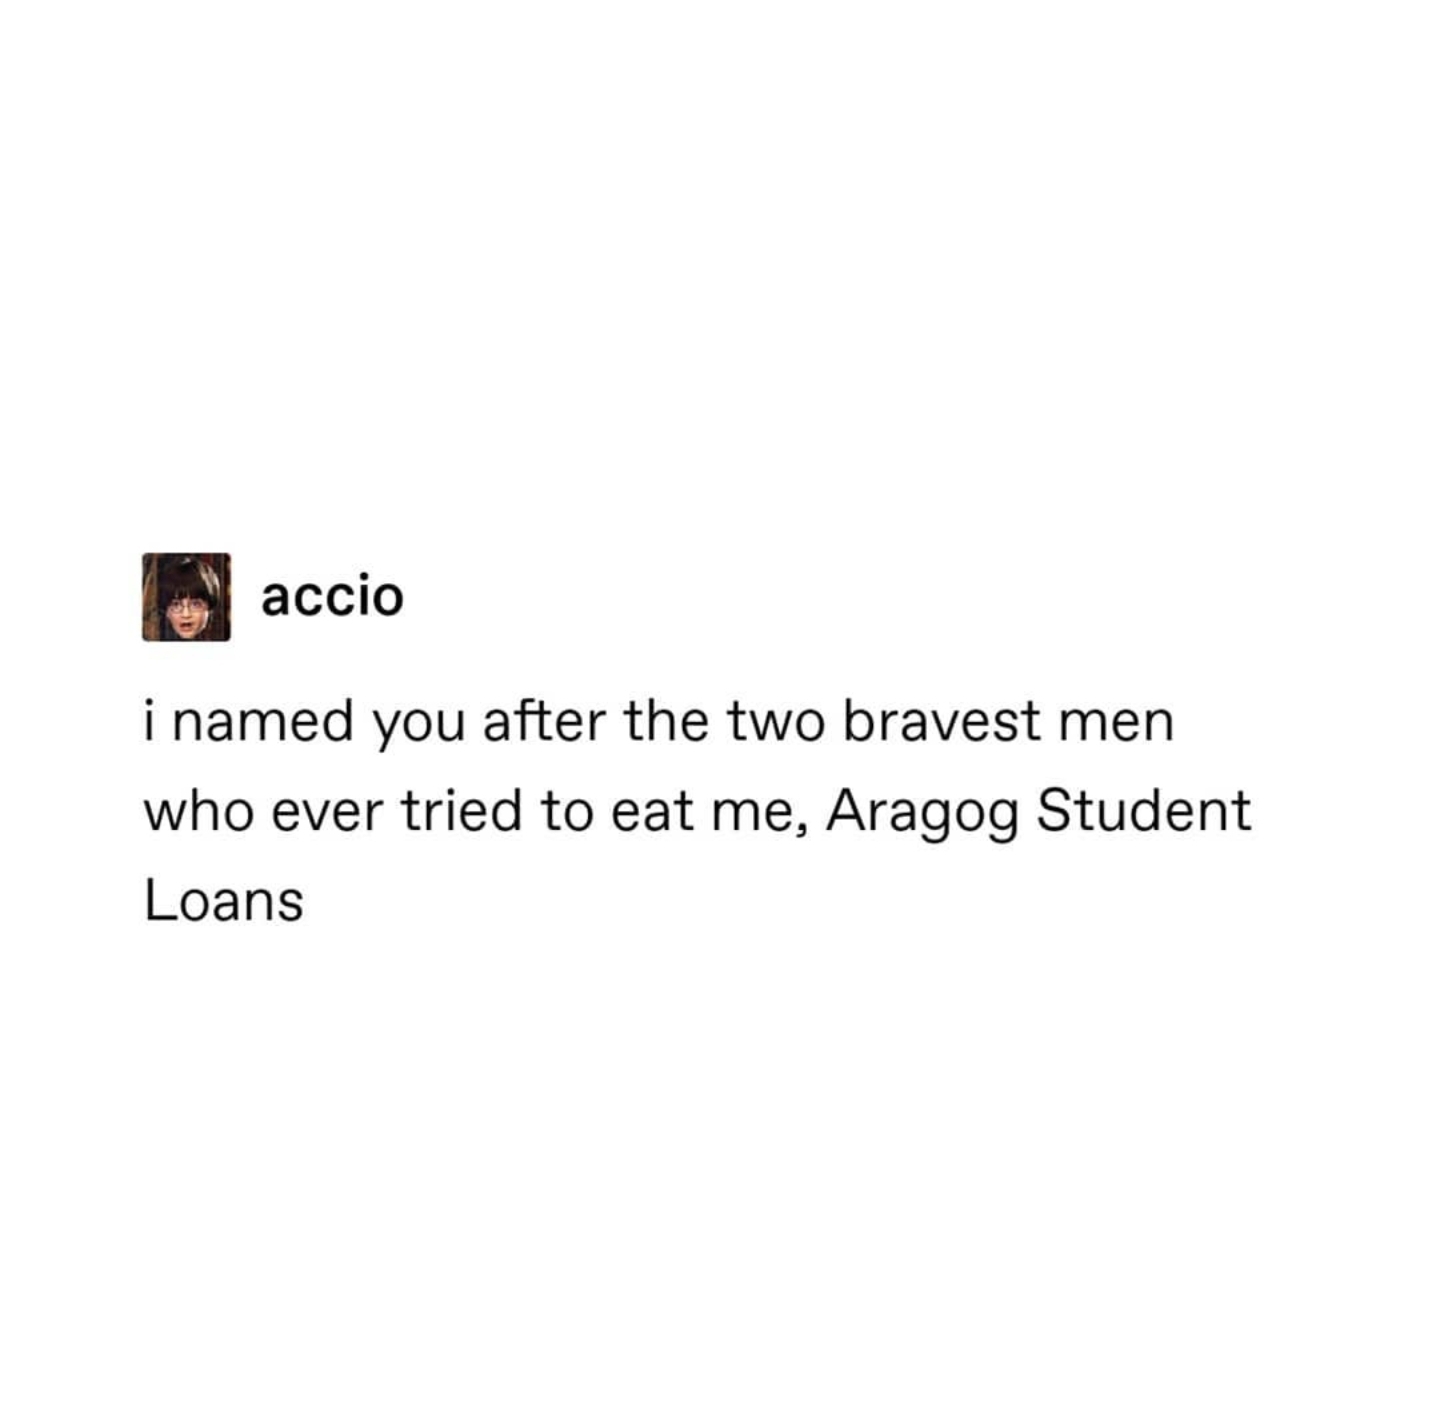 accio
i named you after the two bravest men
who ever tried to eat me, Aragog Student
Loans